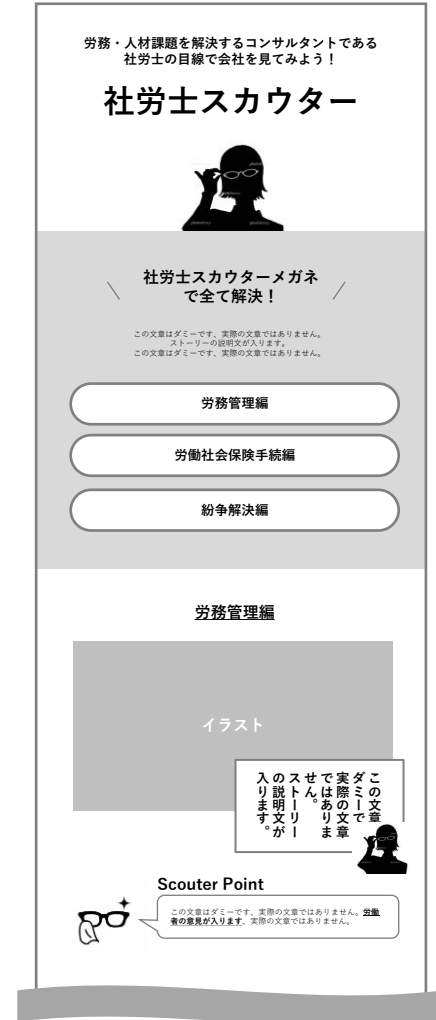 労務・人材課題を解決するコンサルタントである
社労士の目線で会社を見てみよう！
社労士スカウター
社労士スカウターメガネ
で全て解決！
この文章はダミーです、実際の文章ではありません。
ストーリーの説明文が入ります。
この文章はダミーです、実際の文章ではありません。
労務管理編
労働社会保険手続編
紛争解決編
労務管理編
イラスト
この文章
ダミーで
実際の文章
ではありま
せん。
ストーリー
の説明文が
入ります。
Scouter Point
この文章はダミーです、実際の文章ではありません。労働
者の意見が入ります、実際の文章ではありません。